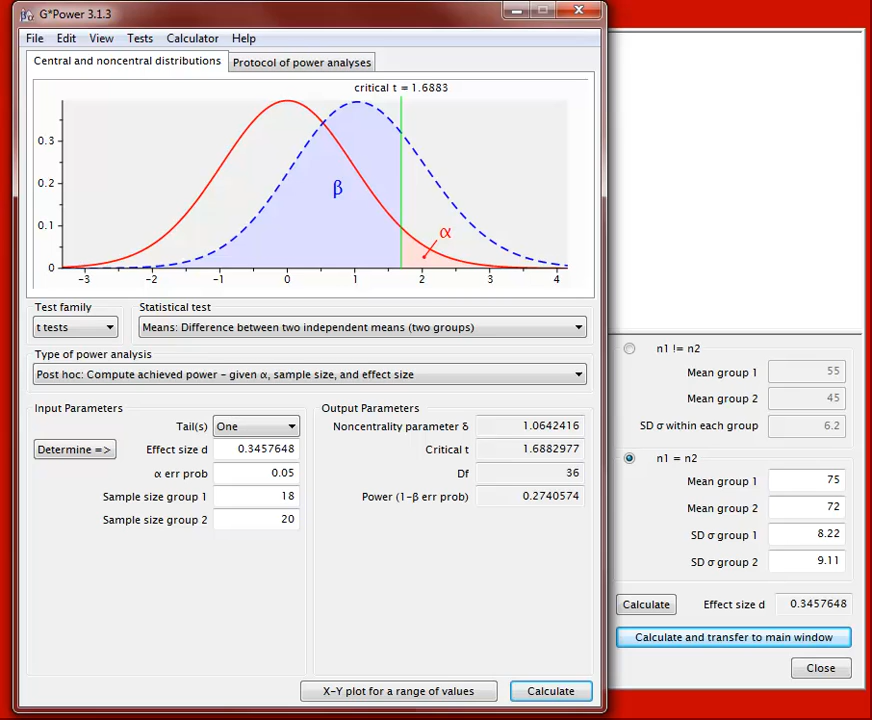 G*Power 3.1.3
File Edit View Tests Calculator Help
Central and noncentral distributions Protocol of power analyses
critical t = 1.6883
0.3
0.2
0.1
0
β
α
-3 -2 -1 0 1 2 3 4
Test family Statistical test
t tests Means: Difference between two independent means (two groups)
Type of power analysis
Post hoc: Compute achieved power - given α, sample size, and effect size
Input Parameters
Tail(s) One
Determine => Effect size d 0.3457648
α err prob 0.05
Sample size group 1 18
Sample size group 2 20
Output Parameters
Noncentrality parameter δ 1.0642416
Critical t 1.6882977
Df 36
Power (1-β err prob) 0.2740574
X-Y plot for a range of values Calculate
n1 != n2
Mean group 1 55
Mean group 2 45
SD σ within each group 6.2
n1 = n2
Mean group 1 75
Mean group 2 72
SD σ group 1 8.22
SD σ group 2 9.11
Calculate Effect size d 0.3457648
Calculate and transfer to main window
Close